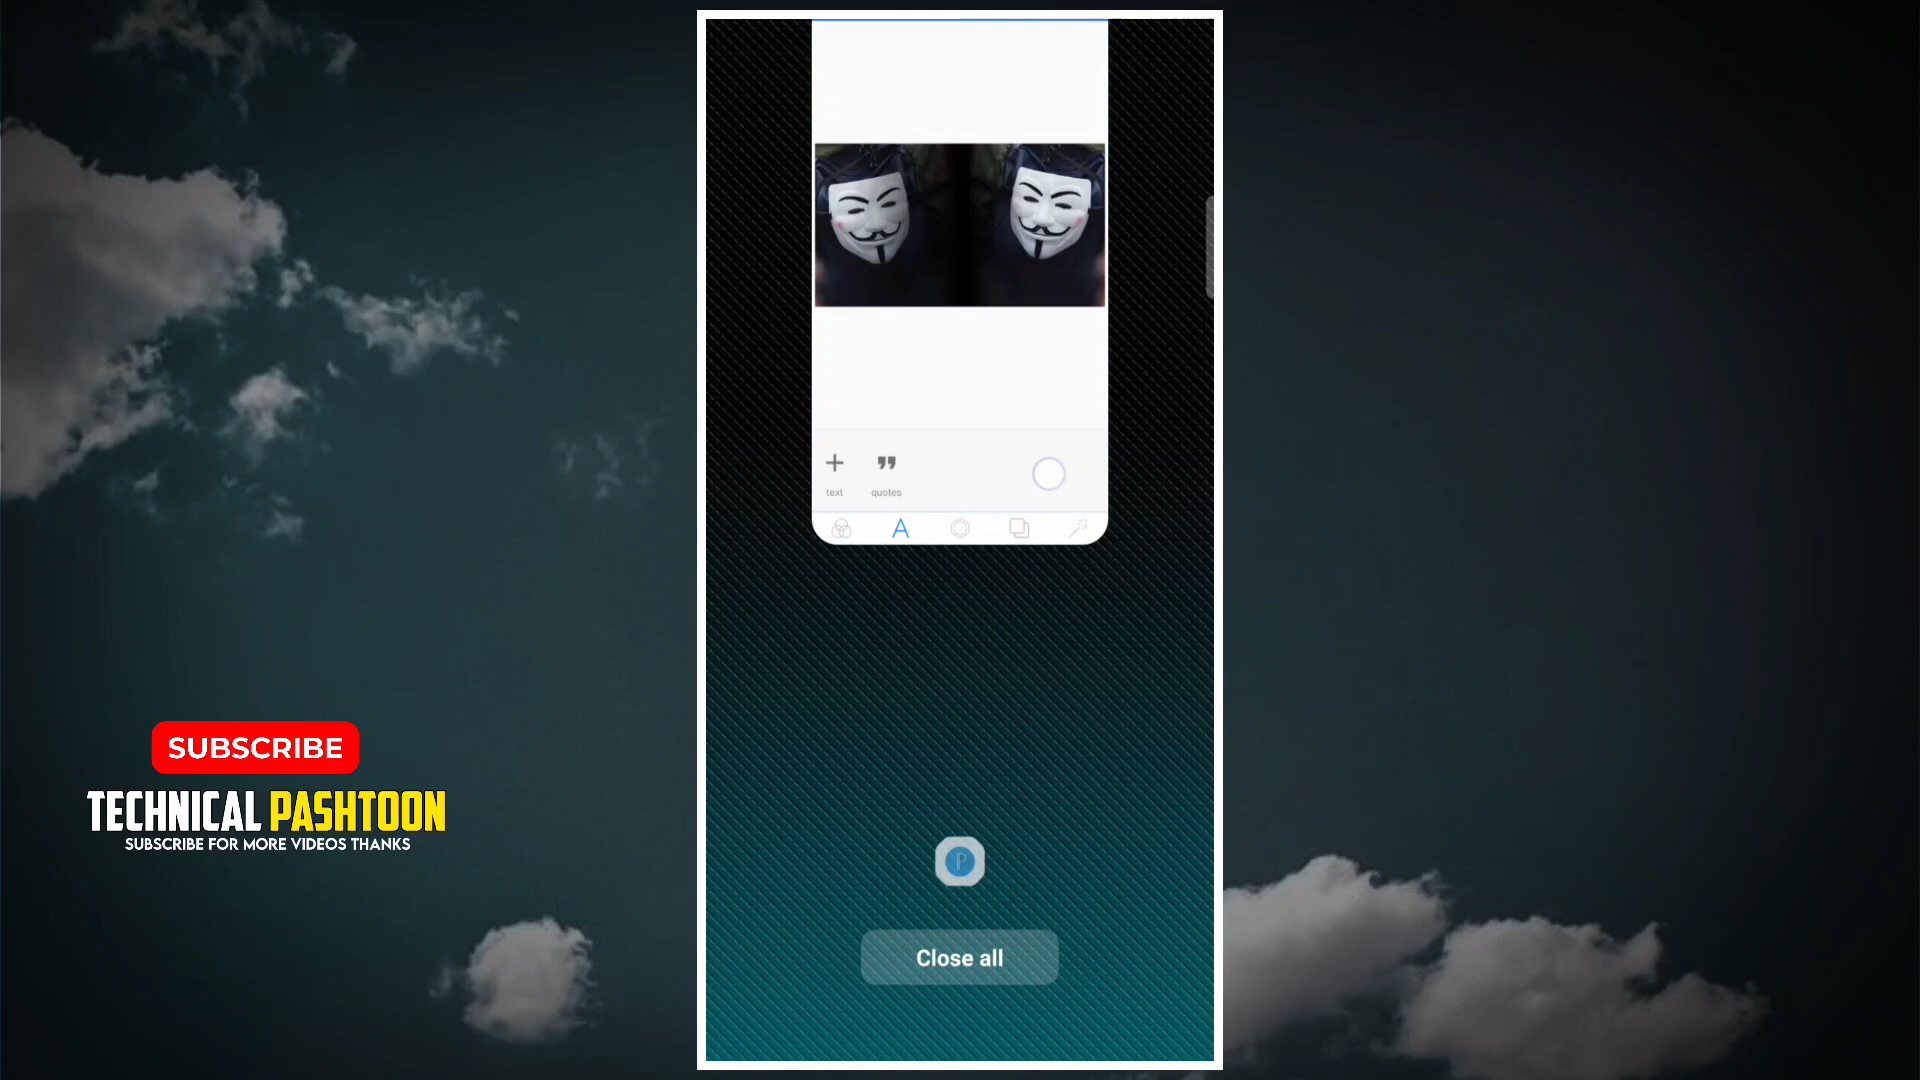 text
quotes
SUBSCRIBE
TECHNICAL PASHTOON
SUBSCRIBE FOR MORE VIDEOS THANKS
P
Close all